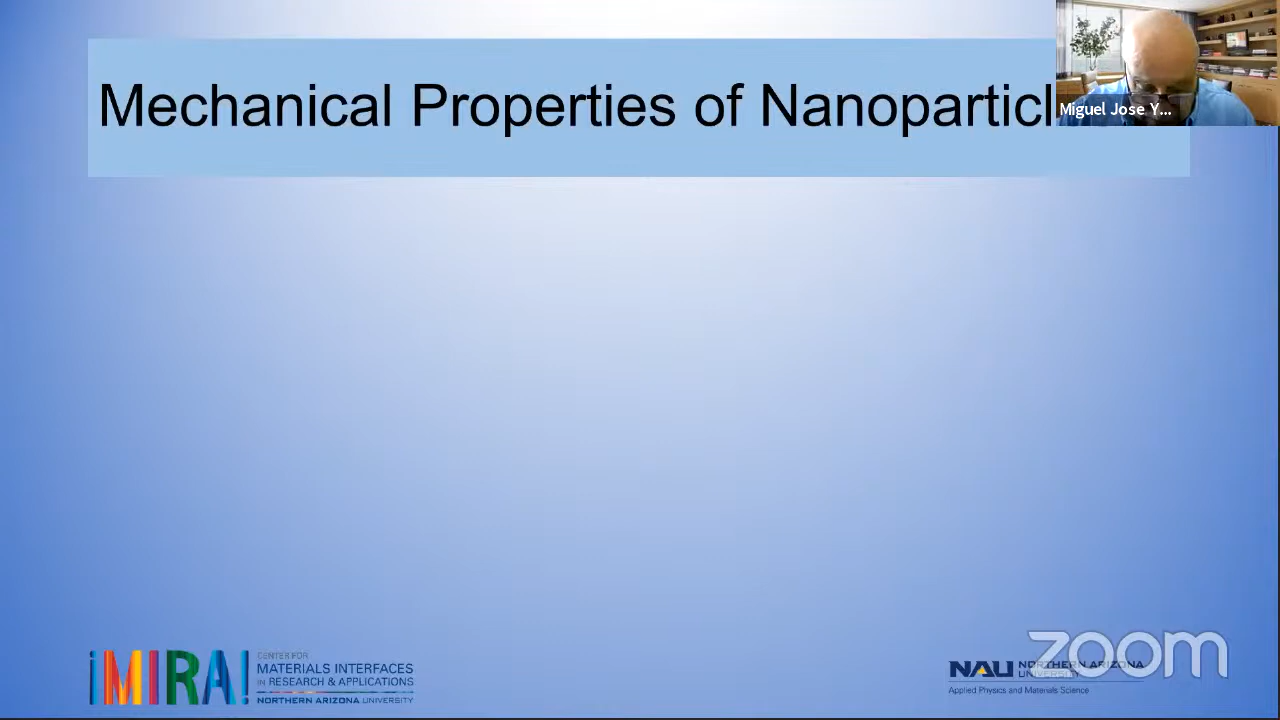 Mechanical Properties of Nanoparticl
Miguel Jose Y...
¡MIRA!
CENTER FOR
MATERIALS INTERFACES
IN RESEARCH & APPLICATIONS
NORTHERN ARIZONA UNIVERSITY
NAU NORTHERN ARIZONA
UNIVERSITY
Applied Physics and Materials Science
zoom